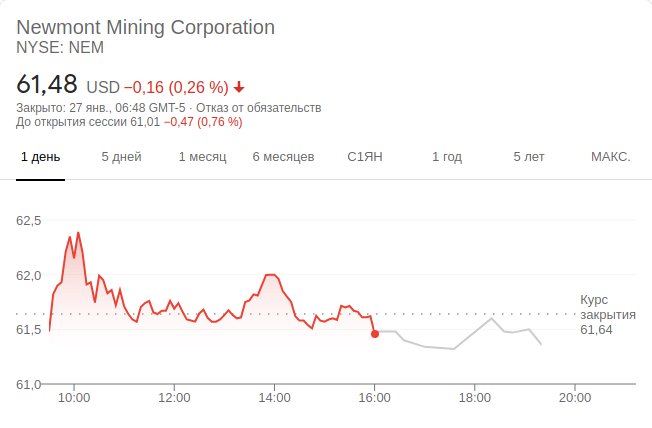 Newmont Mining Corporation
NYSE: NEM
61,48 USD −0,16 (0,26 %)
Закрыто: 27 янв., 06:48 GMT-5 · Отказ от обязательств
До открытия сессии 61,01 −0,47 (0,76 %)
1 день 5 дней 1 месяц 6 месяцев С1ЯН 1 год 5 лет МАКС.
62,5
62,0
61,5
61,0
Курс
закрытия
61,64
10:00 12:00 14:00 16:00 18:00 20:00